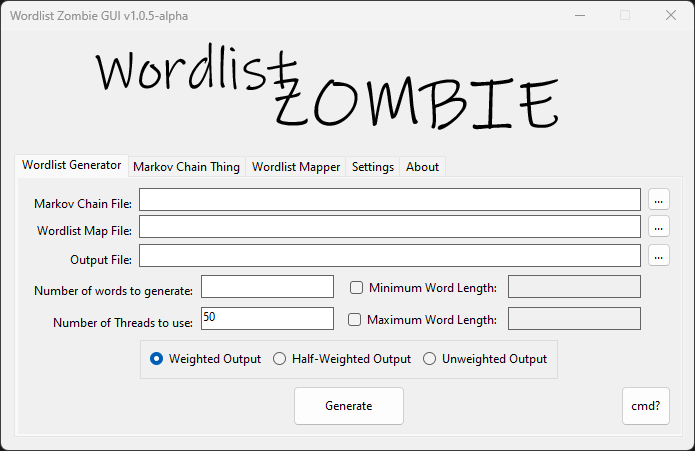 Wordlist Zombie GUI v1.0.5-alpha
Wordlist
ZOMBIE
Wordlist Generator Markov Chain Thing Wordlist Mapper Settings About
Markov Chain File: ...
Wordlist Map File: ...
Output File: ...
Number of words to generate: Minimum Word Length:
Number of Threads to use: 50 Maximum Word Length:
Weighted Output Half-Weighted Output Unweighted Output
Generate cmd?